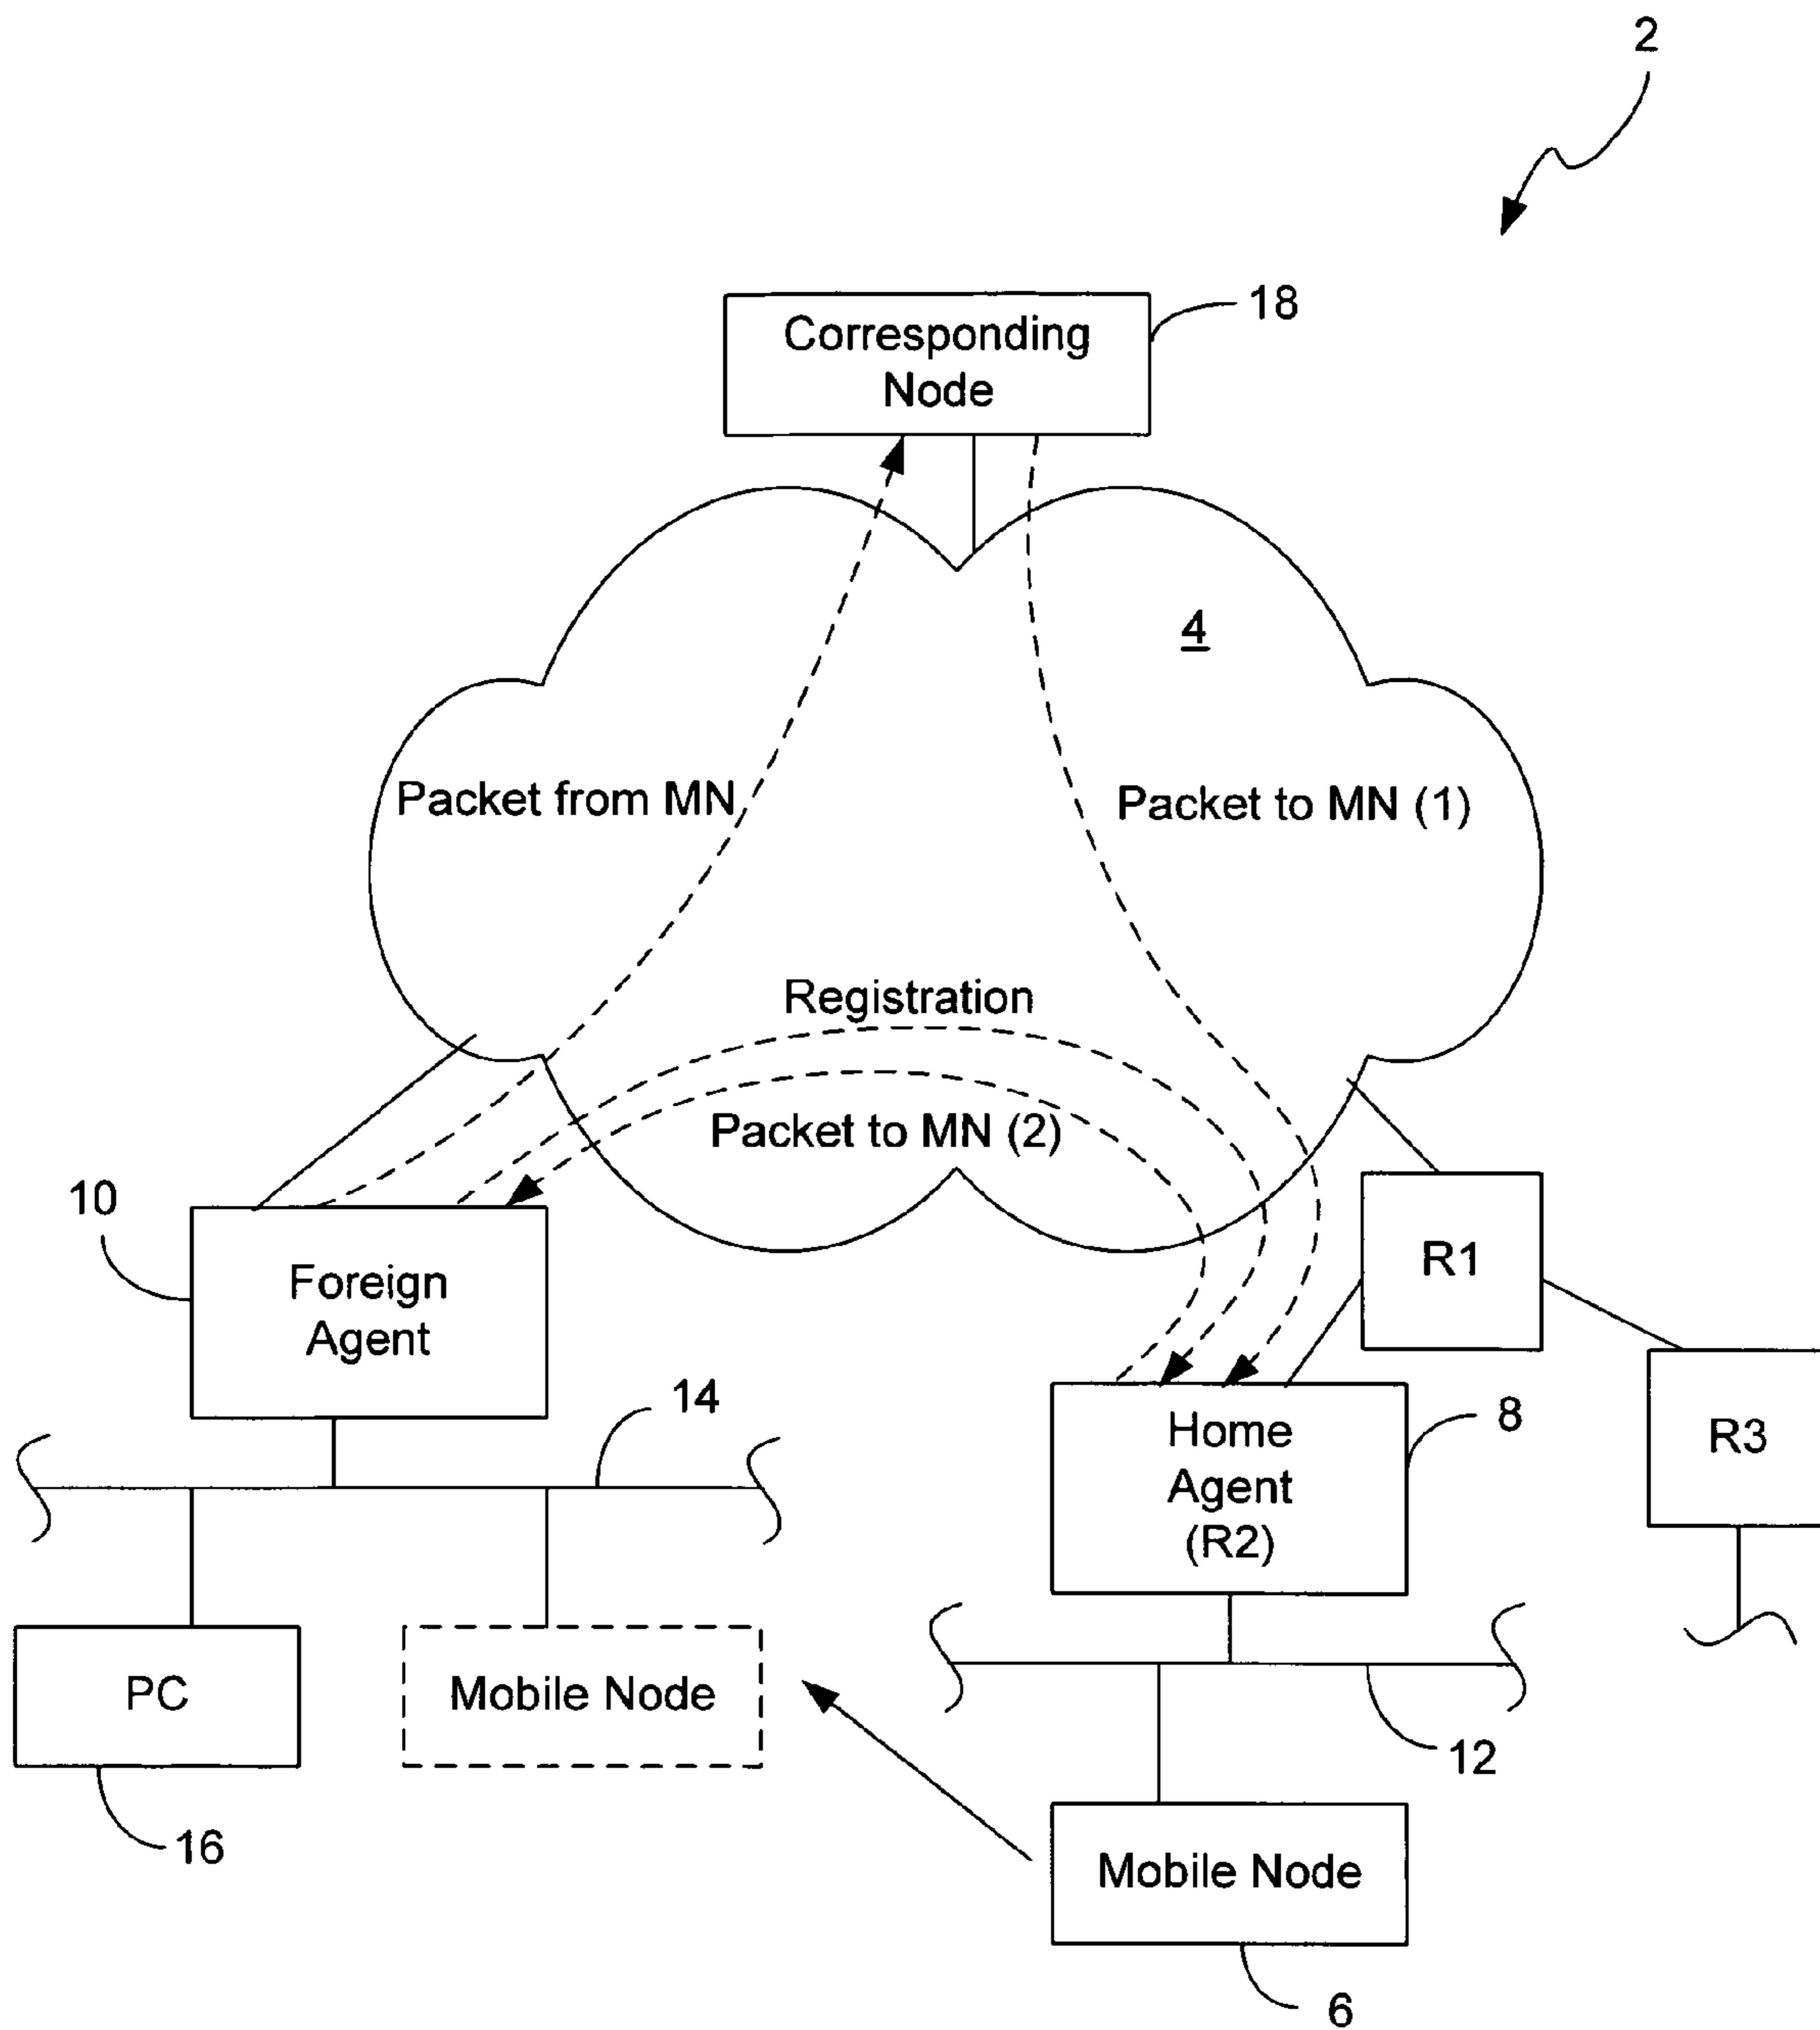 2
Corresponding
Node
18
4
Packet from MN
Packet to MN (1)
Registration
Packet to MN (2)
10
Foreign
Agent
R1
14
Home
Agent
(R2)
8
R3
PC
Mobile Node
12
16
Mobile Node
6